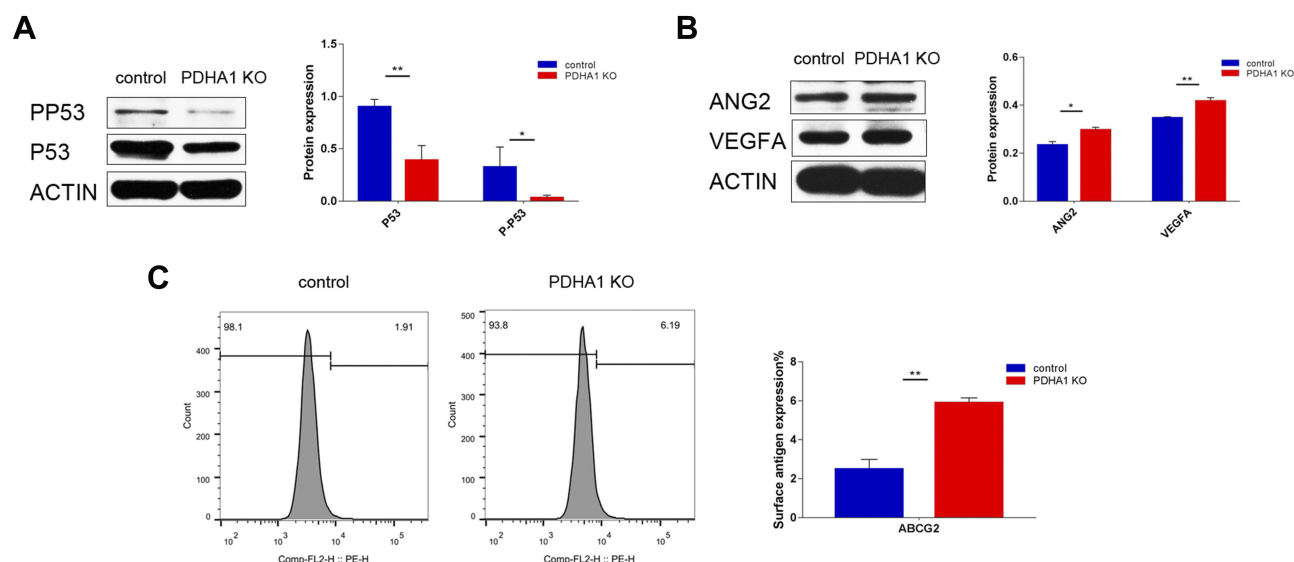 A
control PDHA1 KO
PP53
P53
ACTIN
Protein expression
1.5
1.0
0.5
0.0
P53
P-P53
**
*
control
PDHA1 KO
B
control PDHA1 KO
ANG2
VEGFA
ACTIN
Protein expression
0.6
0.4
0.2
0.0
ANG2
VEGFA
*
**
control
PDHA1 KO
C
control
98.1
1.91
Count
400
300
200
100
0
10^2
10^3
10^4
10^5
Comp-FL2-H :: PE-H
PDHA1 KO
93.8
6.19
Count
500
400
300
200
100
0
10^2
10^3
10^4
10^5
Comp-FL2-H :: PE-H
Surface antigen expression%
8
6
4
2
0
**
ABCG2
control
PDHA1 KO